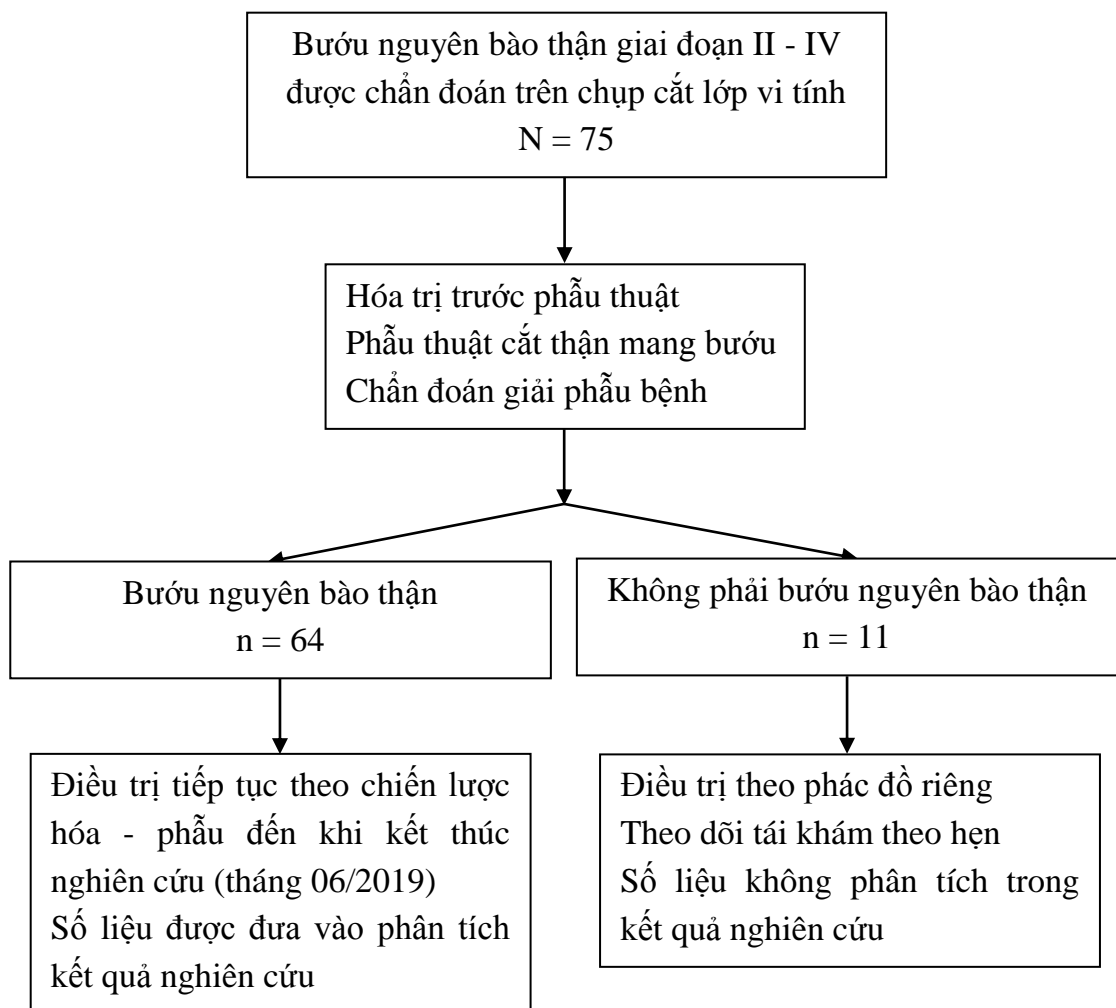 Bướu nguyên bào thận giai đoạn II - IV
được chẩn đoán trên chụp cắt lớp vi tính
N = 75
Hóa trị trước phẫu thuật
Phẫu thuật cắt thận mang bướu
Chẩn đoán giải phẫu bệnh
Bướu nguyên bào thận
n = 64
Không phải bướu nguyên bào thận
n = 11
Điều trị tiếp tục theo chiến lược
hóa - phẫu đến khi kết thúc
nghiên cứu (tháng 06/2019)
Số liệu được đưa vào phân tích
kết quả nghiên cứu
Điều trị theo phác đồ riêng
Theo dõi tái khám theo hẹn
Số liệu không phân tích trong
kết quả nghiên cứu